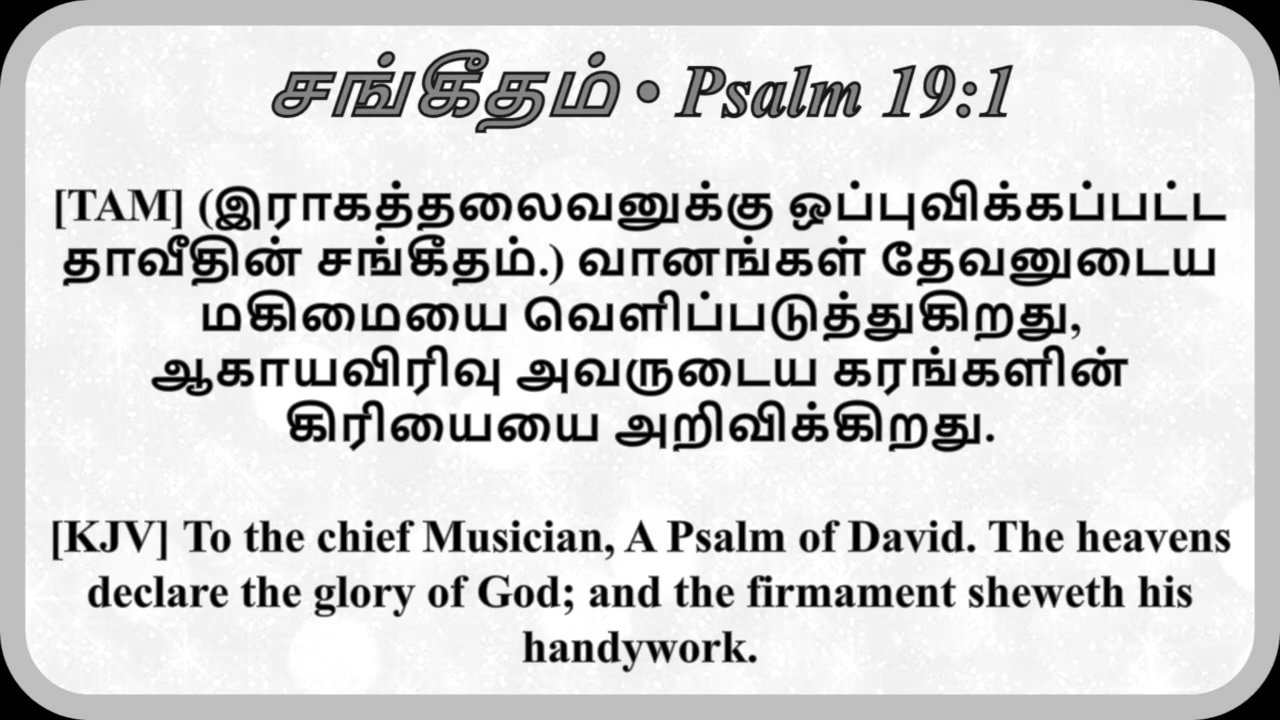 சங்கீதம் • Psalm 19:1
[TAM] (இராகத்தலைவனுக்கு ஒப்புவிக்கப்பட்ட
தாவீதின் சங்கீதம்.) வானங்கள் தேவனுடைய
மகிமையை வெளிப்படுத்துகிறது,
ஆகாயவிரிவு அவருடைய கரங்களின்
கிரியையை அறிவிக்கிறது.
[KJV] To the chief Musician, A Psalm of David. The heavens
declare the glory of God; and the firmament sheweth his
handywork.